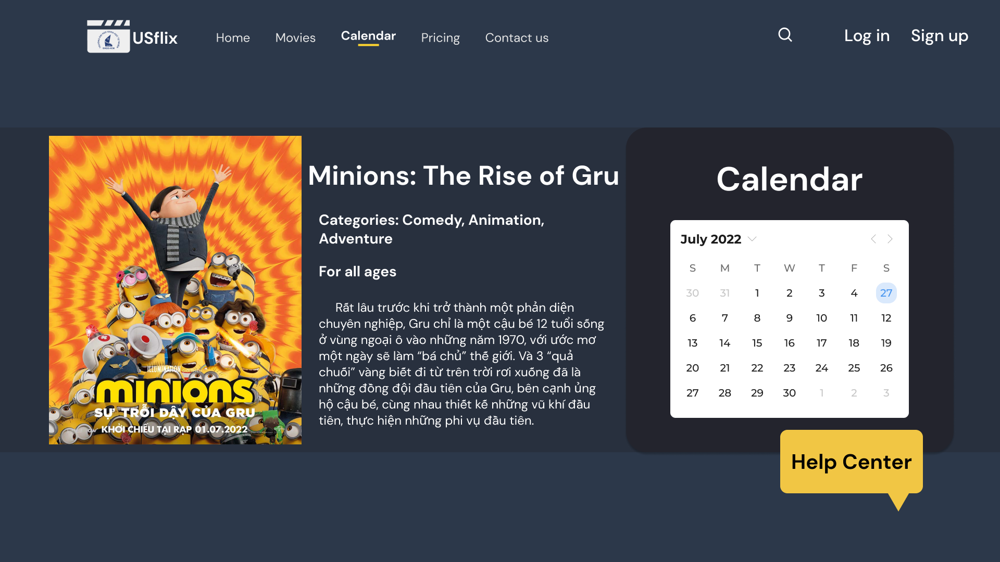 USflix
Home
Movies
Calendar
Pricing
Contact us
Log in
Sign up
ILLUMINATION
minions
SỰ TRỖI DẬY CỦA GRU
KHỞI CHIẾU TẠI RẠP 01.07.2022
Minions: The Rise of Gru
Categories: Comedy, Animation,
Adventure
For all ages
Rất lâu trước khi trở thành một phản diện
chuyên nghiệp, Gru chỉ là một cậu bé 12 tuổi sống
ở vùng ngoại ô vào những năm 1970, với ước mơ
một ngày sẽ làm “bá chủ” thế giới. Và 3 “quả
chuối” vàng biết đi từ trên trời rơi xuống đã là
những đồng đội đầu tiên của Gru, bên cạnh ủng
hộ cậu bé, cùng nhau thiết kế những vũ khí đầu
tiên, thực hiện những phi vụ đầu tiên.
Calendar
July 2022
S M T W T F S
30 31 1 2 3 4 27
6 7 8 9 10 11 12
13 14 15 16 17 18 19
20 21 22 23 24 25 26
27 28 29 30 1 2 3
Help Center